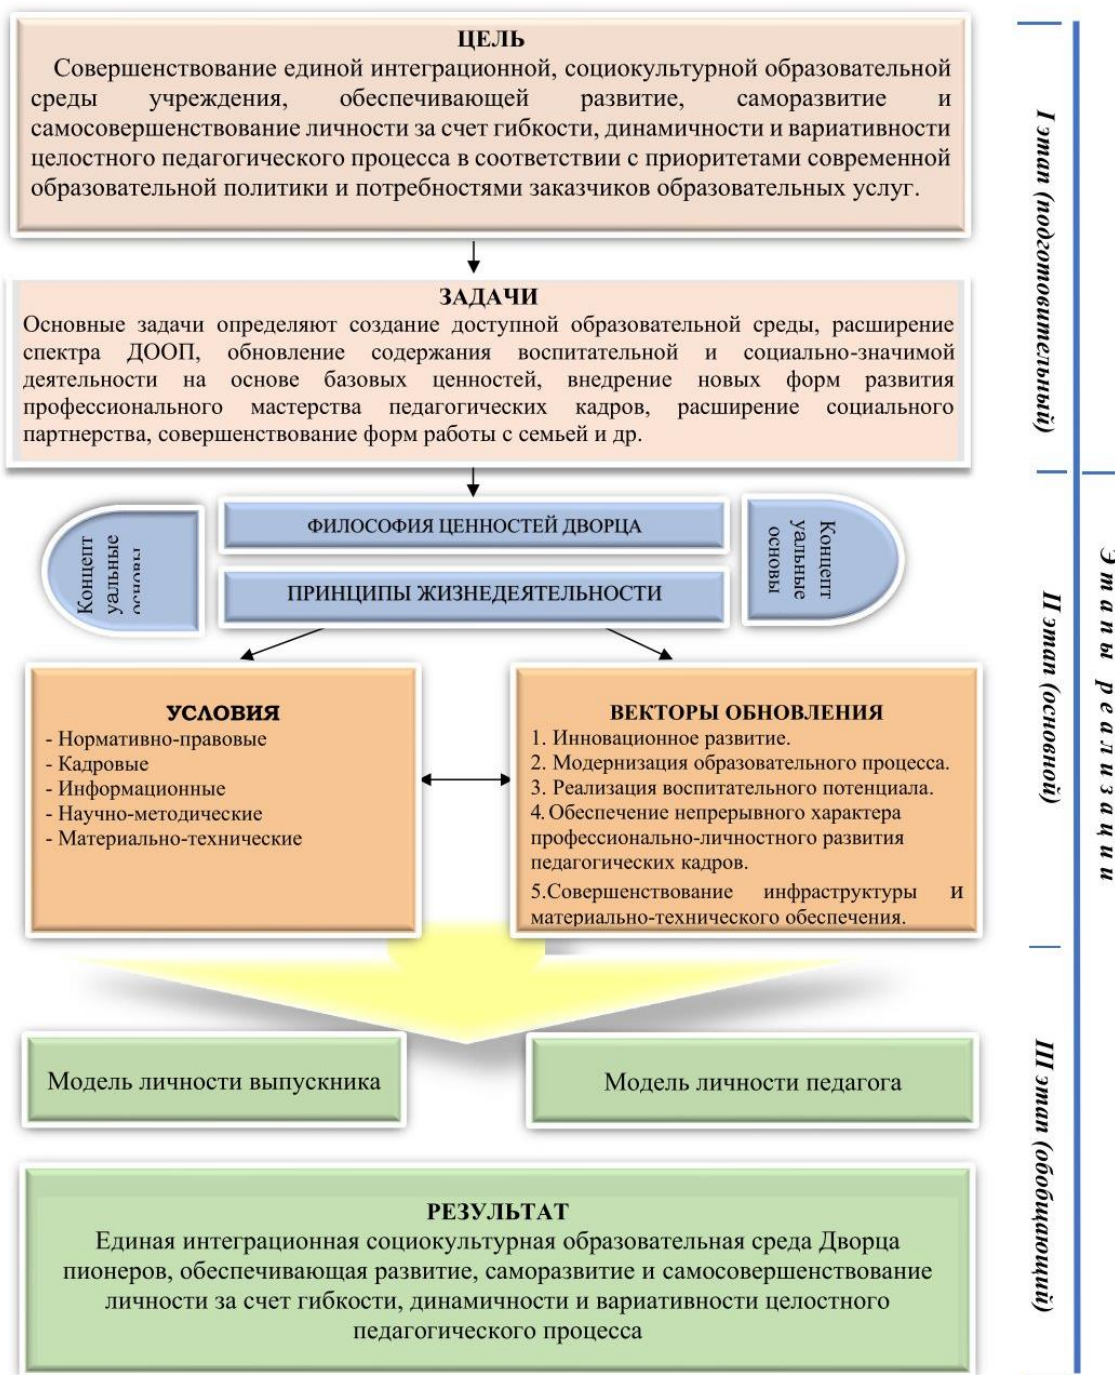 ЦЕЛЬ
Совершенствование единой интеграционной, социокультурной образовательной
среды учреждения, обеспечивающей развитие, саморазвитие и
самосовершенствование личности за счет гибкости, динамичности и вариативности
целостного педагогического процесса в соответствии с приоритетами современной
образовательной политики и потребностями заказчиков образовательных услуг.
ЗАДАЧИ
Основные задачи определяют создание доступной образовательной среды, расширение
спектра ДООП, обновление содержания воспитательной и социально-значимой
деятельности на основе базовых ценностей, внедрение новых форм развития
профессионального мастерства педагогических кадров, расширение социального
партнерства, совершенствование форм работы с семьей и др.
I этап (подготовительный)
Концепт
уальные
основы
ФИЛОСОФИЯ ЦЕННОСТЕЙ ДВОРЦА
ПРИНЦИПЫ ЖИЗНЕДЕЯТЕЛЬНОСТИ
Концепт
уальные
основы
УСЛОВИЯ
- Нормативно-правовые
- Кадровые
- Информационные
- Научно-методические
- Материально-технические
ВЕКТОРЫ ОБНОВЛЕНИЯ
1. Инновационное развитие.
2. Модернизация образовательного процесса.
3. Реализация воспитательного потенциала.
4. Обеспечение непрерывного характера
профессионально-личностного развития
педагогических кадров.
5.Совершенствование инфраструктуры и
материально-технического обеспечения.
II этап (основной)
Этапы реализации
Модель личности выпускника
Модель личности педагога
РЕЗУЛЬТАТ
Единая интеграционная социокультурная образовательная среда Дворца
пионеров, обеспечивающая развитие, саморазвитие и самосовершенствование
личности за счет гибкости, динамичности и вариативности целостного
педагогического процесса
III этап (обобщающий)